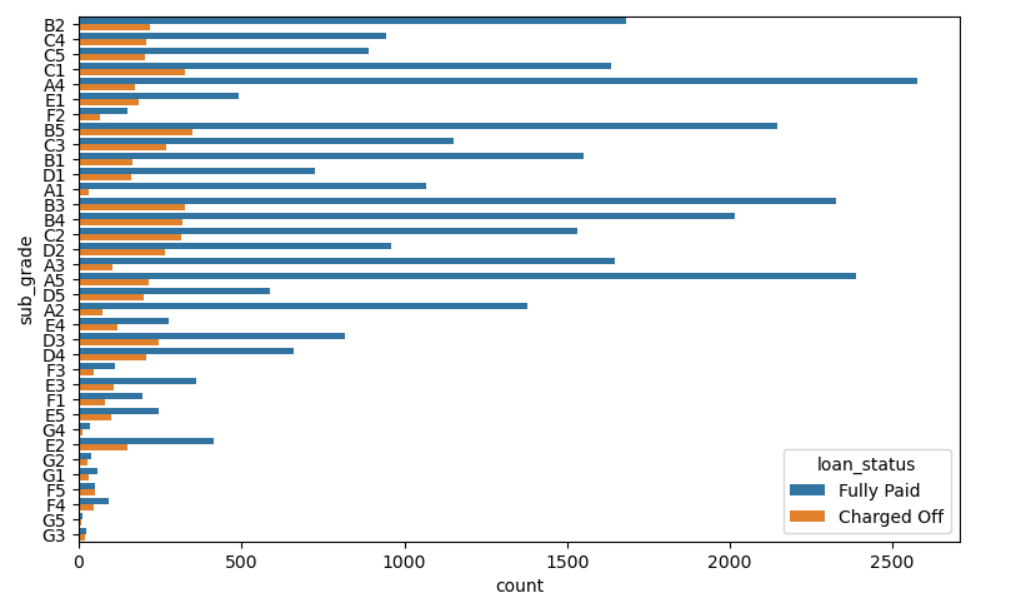 B2
C4
C5
C1
A4
E1
F2
B5
C3
B1
D1
A1
B3
B4
C2
D2
A3
A5
D5
A2
E4
D3
D4
F3
E3
F1
E5
G4
E2
G2
G1
F5
F4
G5
G3
sub_grade
loan_status
Fully Paid
Charged Off
0 500 1000 1500 2000 2500
count